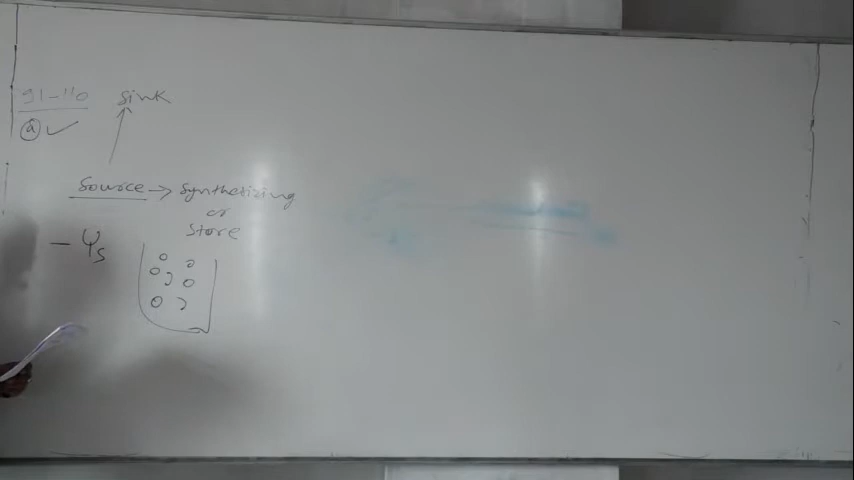 91-110 Sink
ⓐ ✓
Source → Synthetizing
or
Store
- Ψs